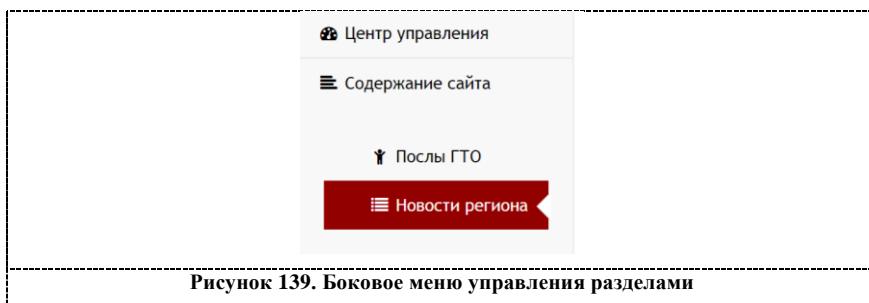 Центр управления
Содержание сайта
Послы ГТО
Новости региона
Рисунок 139. Боковое меню управления разделами